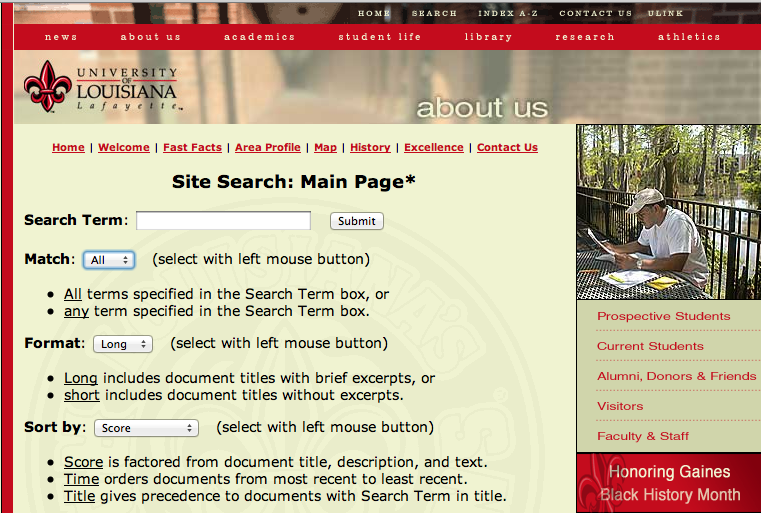 HOME SEARCH INDEX A-Z CONTACT US ULINK
news about us academics student life library research athletics
UNIVERSITY
OF
LOUISIANA
Lafayette™
about us
Home | Welcome | Fast Facts | Area Profile | Map | History | Excellence | Contact Us
Site Search: Main Page*
Search Term: Submit
Match: All (select with left mouse button)
• All terms specified in the Search Term box, or
• any term specified in the Search Term box.
Format: Long (select with left mouse button)
• Long includes document titles with brief excerpts, or
• short includes document titles without excerpts.
Sort by: Score (select with left mouse button)
• Score is factored from document title, description, and text.
• Time orders documents from most recent to least recent.
• Title gives precedence to documents with Search Term in title.
Prospective Students
Current Students
Alumni, Donors & Friends
Visitors
Faculty & Staff
Honoring Gaines
Black History Month